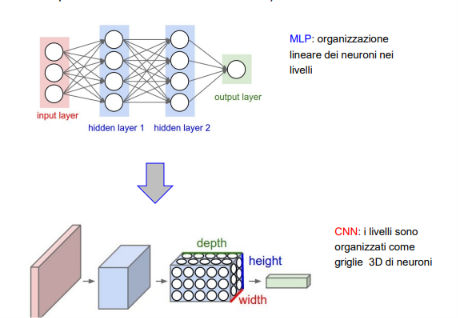 MLP: organizzazione
lineare dei neuroni nei
livelli
output layer
input layer
hidden layer 1 hidden layer 2
CNN: i livelli sono
organizzati come
griglie 3D di neuroni
depth
height
width